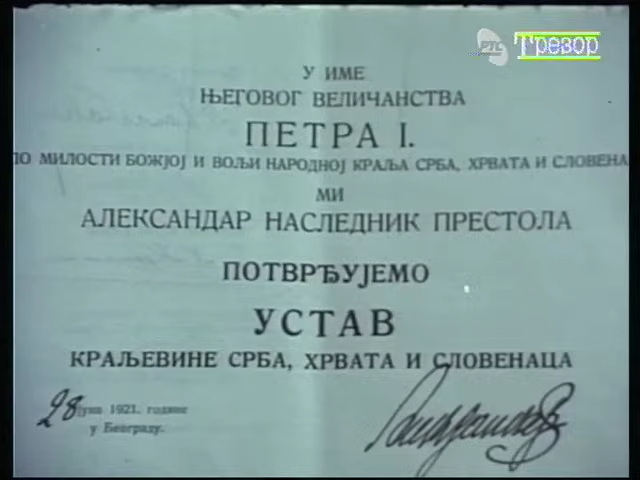 РТС Трезор
У ИМЕ
ЊЕГОВОГ ВЕЛИЧАНСТВА
ПЕТРА I.
ПО МИЛОСТИ БОЖЈОЈ И ВОЉИ НАРОДНОЈ КРАЉА СРБА, ХРВАТА И СЛОВЕНА
МИ
АЛЕКСАНДАР НАСЛЕДНИК ПРЕСТОЛА
ПОТВРЂУЈЕМО
УСТАВ
КРАЉЕВИНЕ СРБА, ХРВАТА И СЛОВЕНАЦА
28 јуна 1921. године
у Београду.